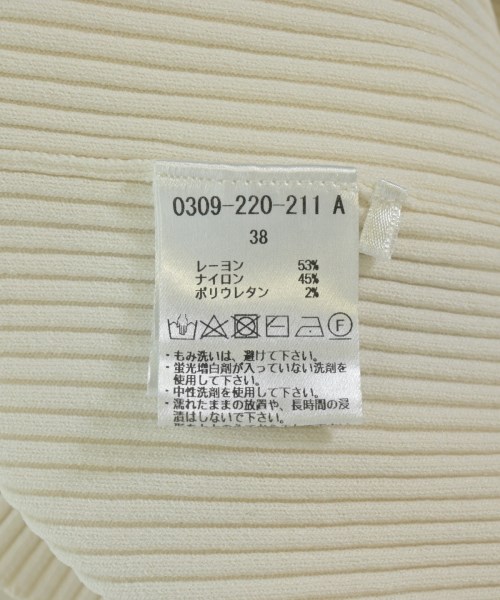 0309-220-211 A
38
レーヨン 53%
ナイロン 45%
ポリウレタン 2%
F
・もみ洗いは、避けて下さい。
・蛍光増白剤が入っていない洗剤を
使用して下さい。
・中性洗剤を使用して下さい。
・濡れたままの放置や、長時間の浸
漬はしないで下さい。